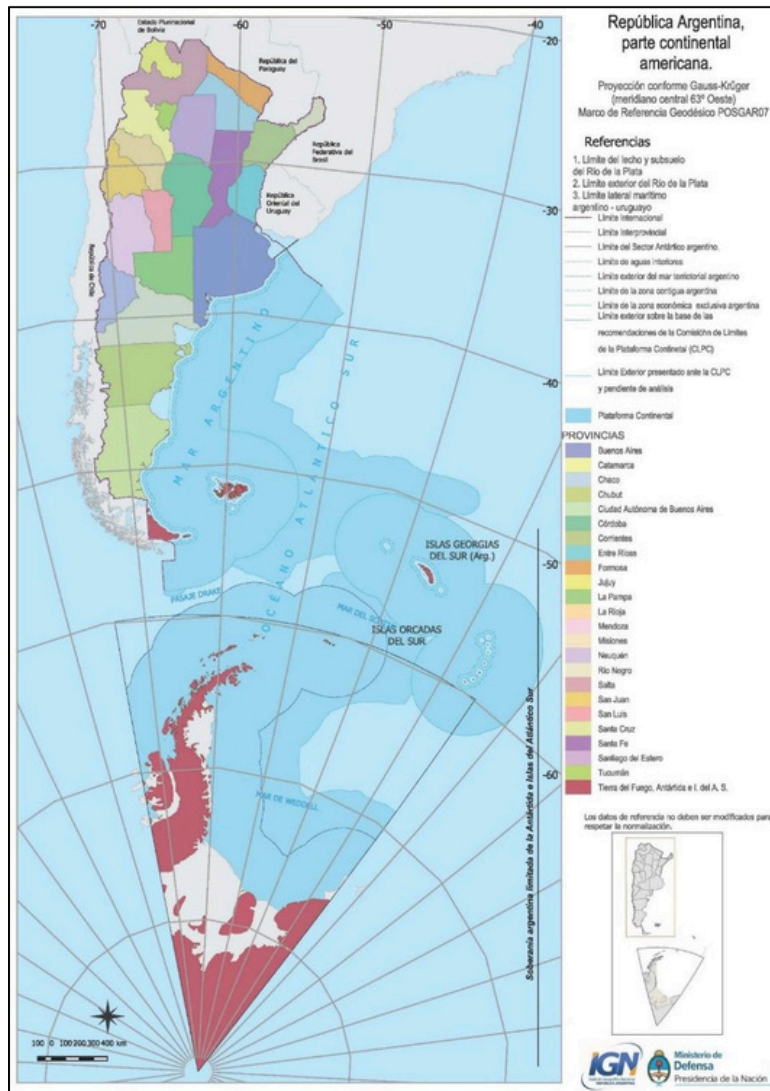 -70
-60
-50
-40
-20
Estado Plurinacional
de Bolivia
República del
Paraguay
República
Federativa del
Brasil
República
Oriental del
Uruguay
República de Chile
-30
-40
-50
-60
MAR ARGENTINO
OCÉANO ATLÁNTICO SUR
PASAJE DRAKE
ISLAS GEORGIAS
DEL SUR (Arg.)
ISLAS ORCADAS
DEL SUR
MAR DE WEDDELL
Soberanía argentina limitada de la Antártida e Islas del Atlántico Sur
100 0 100 200 300 400 km
República Argentina,
parte continental
americana.
Proyección conforme Gauss-Krüger
(meridiano central 63º Oeste)
Marco de Referencia Geodésico POSGAR07
Referencias
1. Límite del lecho y subsuelo
del Río de la Plata
2. Límite exterior del Río de la Plata
3. Límite lateral marítimo
argentino - uruguayo
Límite Internacional
Límite Interprovincial
Límite del Sector Antártico argentino.
Límite de aguas interiores
Límite exterior del mar territorial argentino
Límite de la zona contigua argentina
Límite de la zona económica exclusiva argentina
Límite exterior sobre la base de las
recomendaciones de la Comisión de Límites
de la Plataforma Continetal (CLPC)
Límite Exterior presentado ante la CLPC
y pendiente de análisis
Plataforma Continental
PROVINCIAS
Buenos Aires
Catamarca
Chaco
Chubut
Ciudad Autónoma de Buenos Aires
Córdoba
Corrientes
Entre Ríoss
Formosa
Jujuy
La Pampa
La Rioja
Mendoza
Misiones
Neuquén
Río Negro
Salta
San Juan
San Luis
Santa Cruz
Santa Fe
Santiago del Estero
Tucumán
Tierra del Fuego, Antártida e I. del A. S.
Los datos de referencia no deben ser modificados para
respetar la normalización.
IGN
Ministerio de
Defensa
Presidencia de la Nación